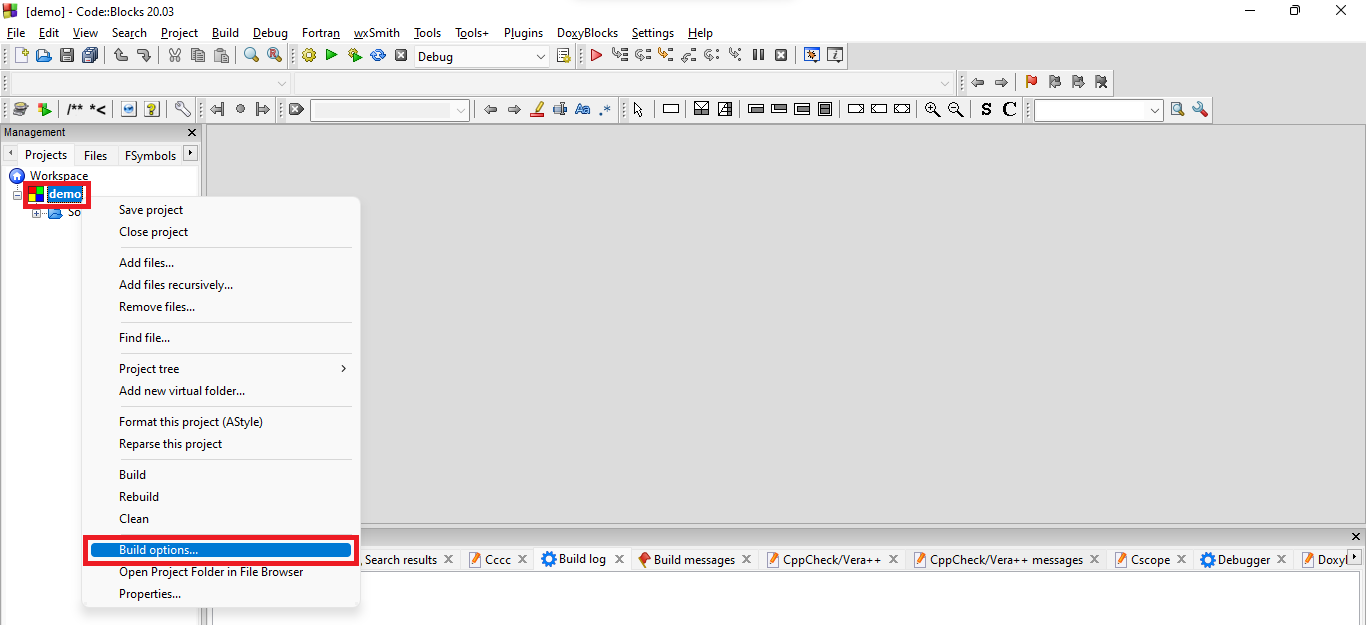 [demo] - Code::Blocks 20.03
File Edit View Search Project Build Debug Fortran wxSmith Tools Tools+ Plugins DoxyBlocks Settings Help
Debug
/** *<
Aa .* S C
Management
Projects Files FSymbols
Workspace
demo
So
Save project
Close project
Add files...
Add files recursively...
Remove files...
Find file...
Project tree
Add new virtual folder...
Format this project (AStyle)
Reparse this project
Build
Rebuild
Clean
Build options...
Open Project Folder in File Browser
Properties...
Search results Cccc Build log Build messages CppCheck/Vera++ CppCheck/Vera++ messages Cscope Debugger Doxyl